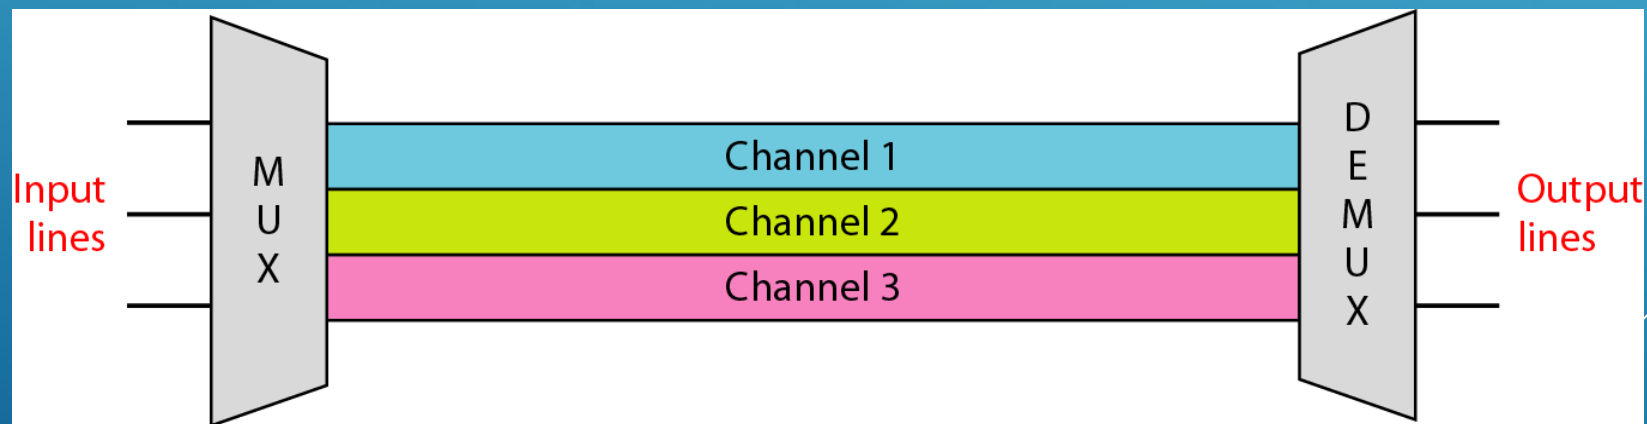 Input
lines
M
U
X
Channel 1
Channel 2
Channel 3
D
E
M
U
X
Output
lines